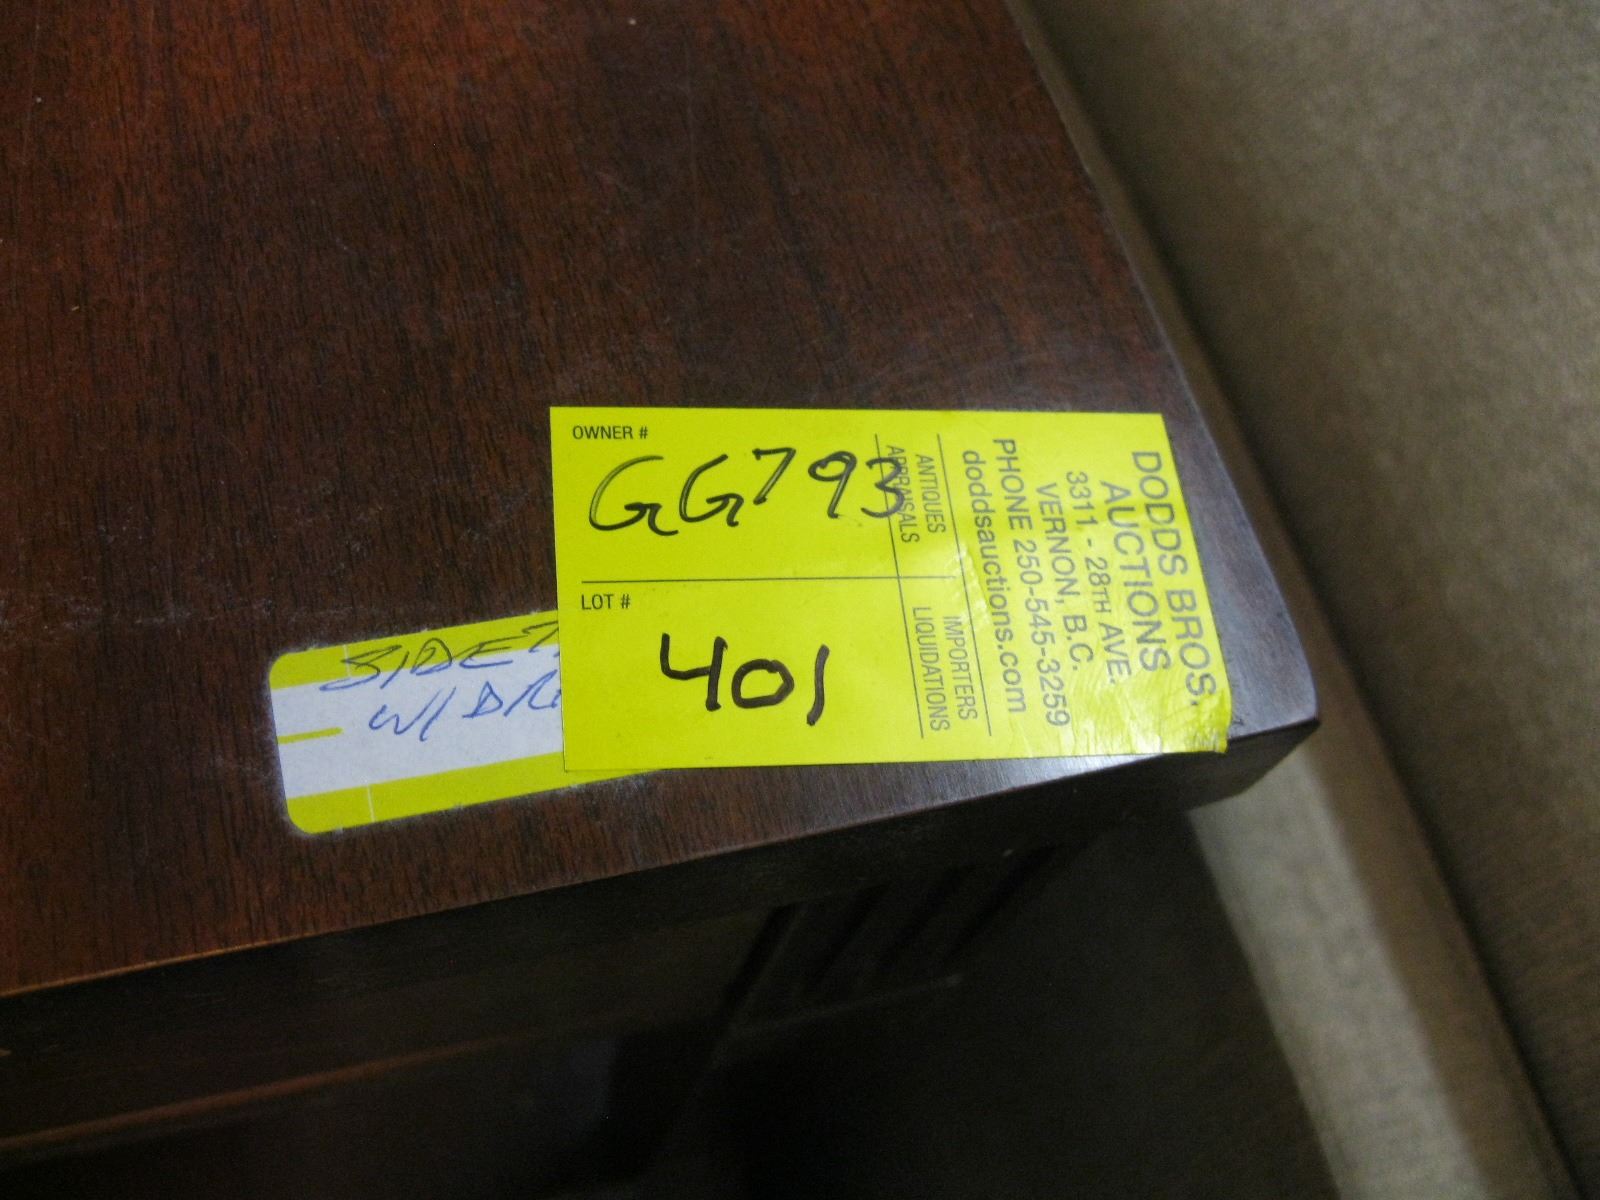 OWNER #
GG793
LOT #
401
DODDS BROS.
AUCTIONS
3311 - 28TH AVE.
VERNON, B.C.
PHONE 250-545-3259
doddsauctions.com
ANTIQUES IMPORTERS
APPRAISALS LIQUIDATIONS
SIDE
W/